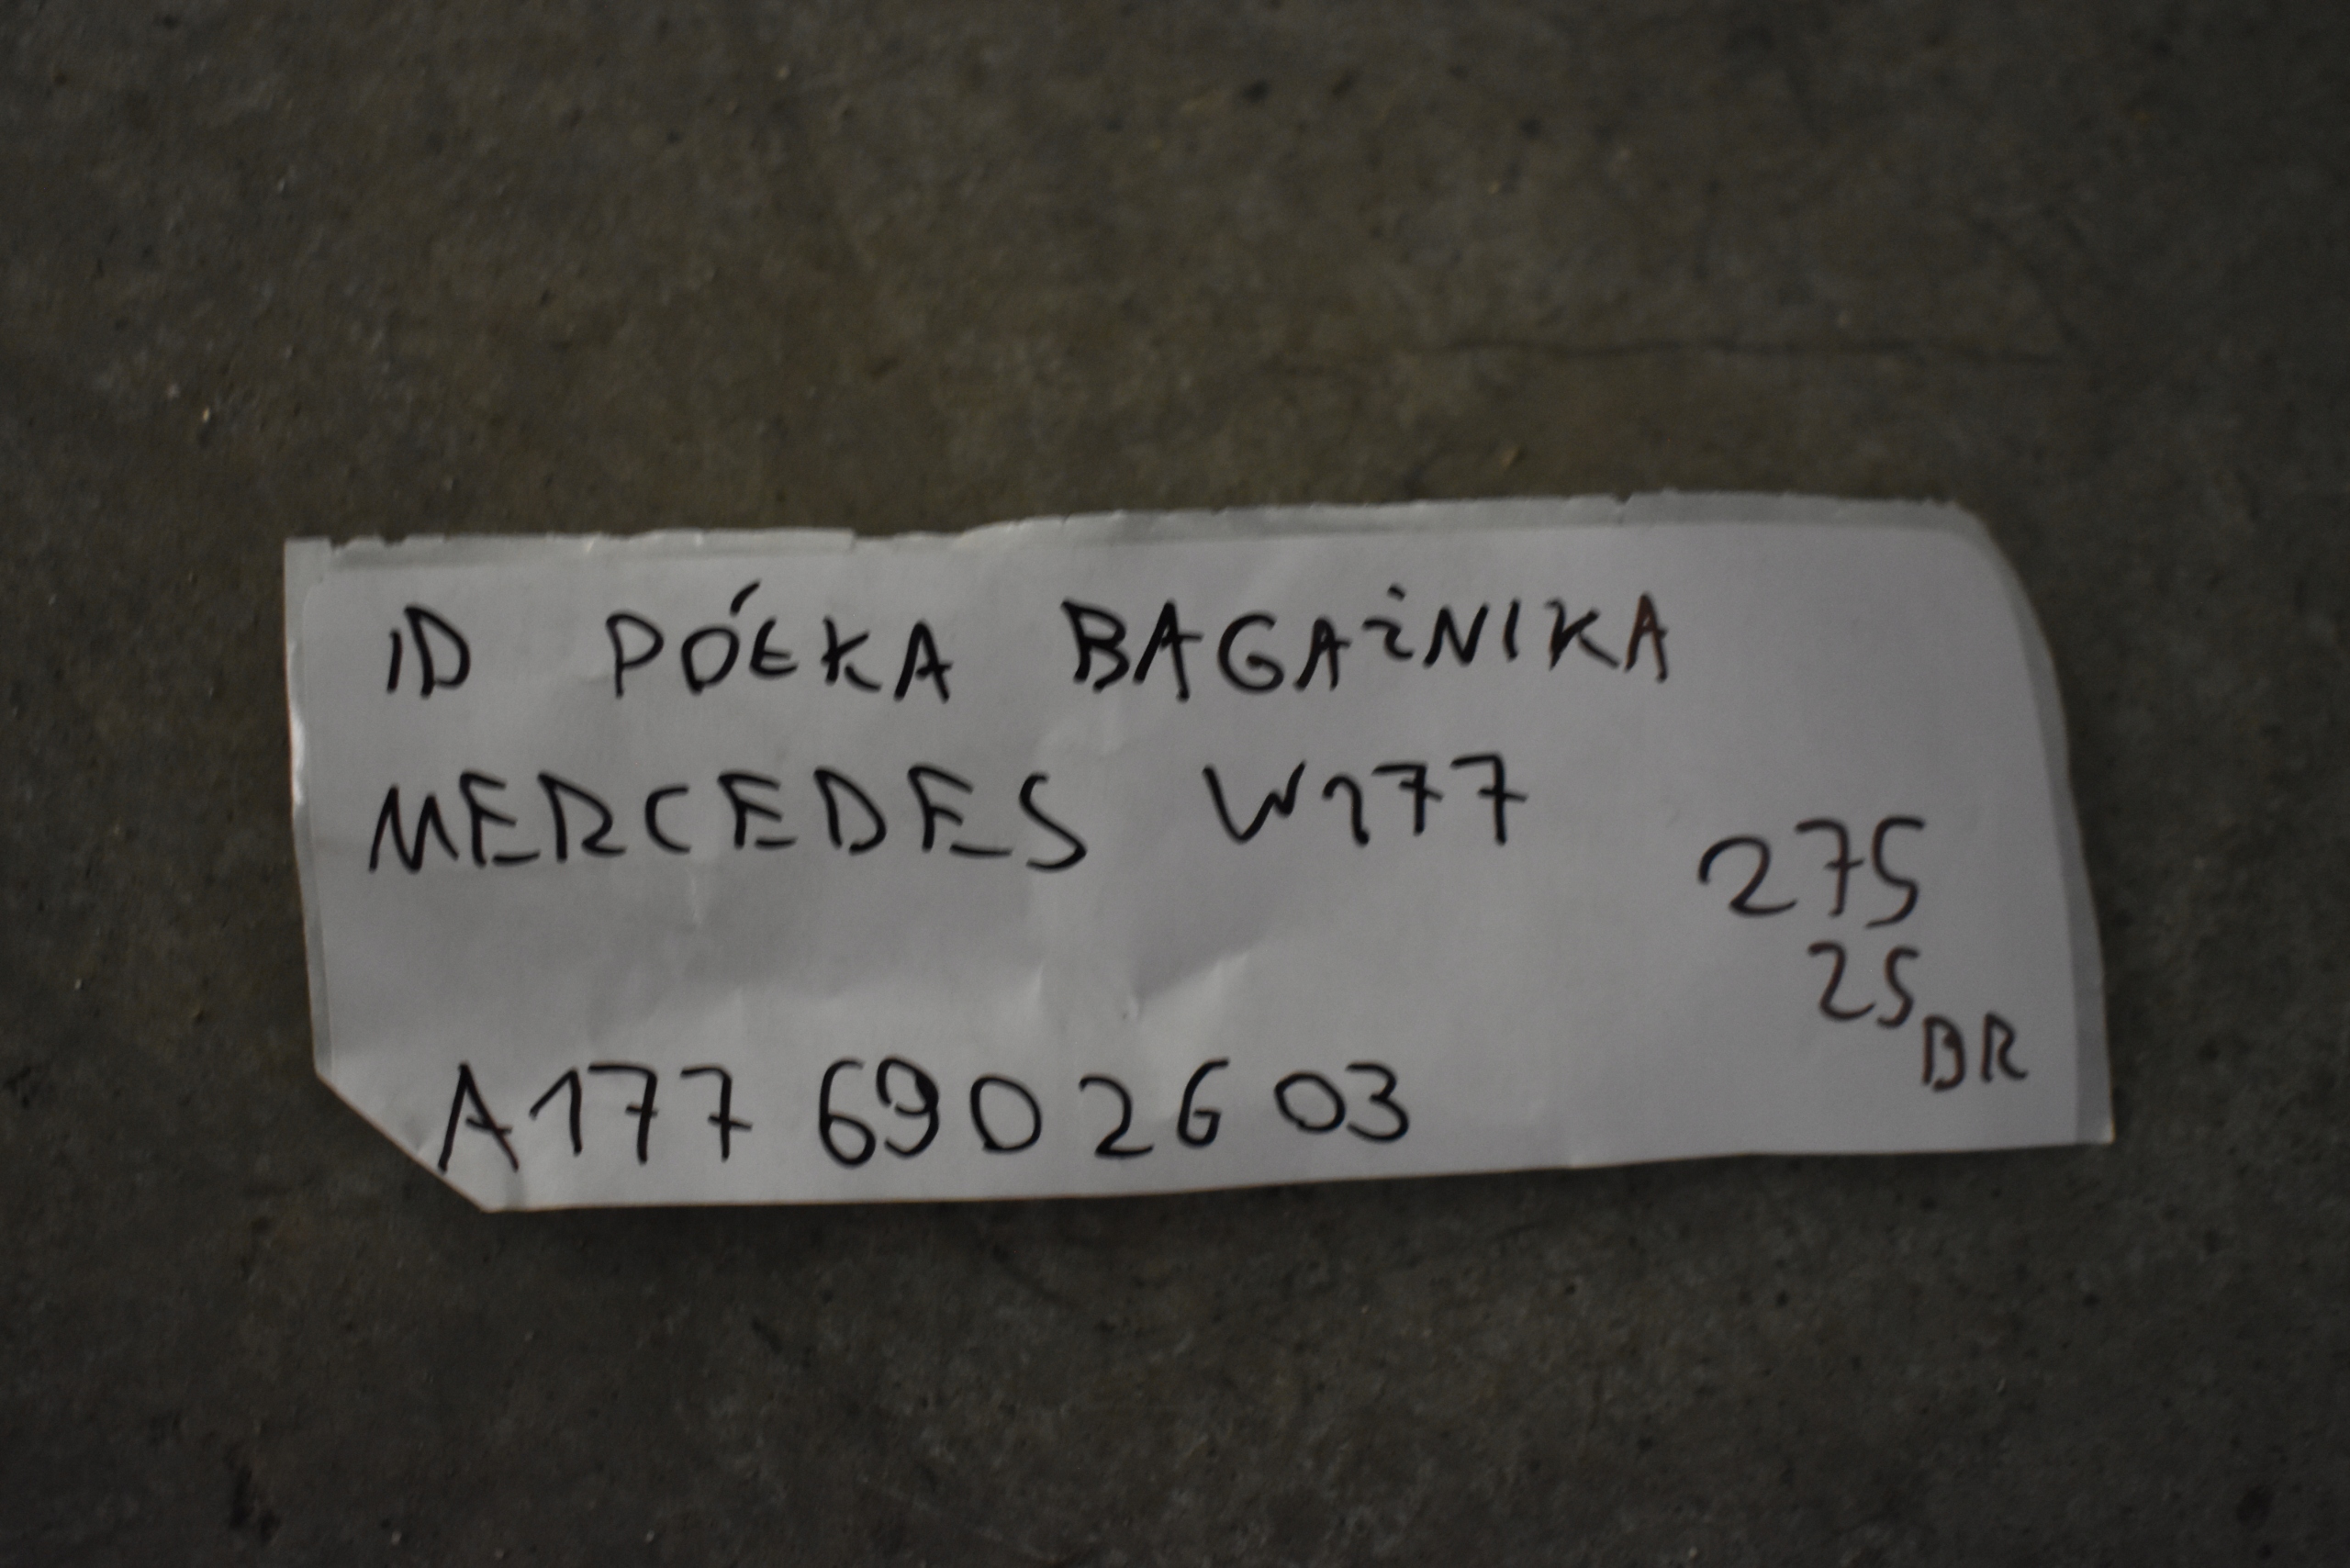 ID PÓŁKA BAGAŻNIKA
MERCEDES W177
275
25
BR
A177 690 26 03